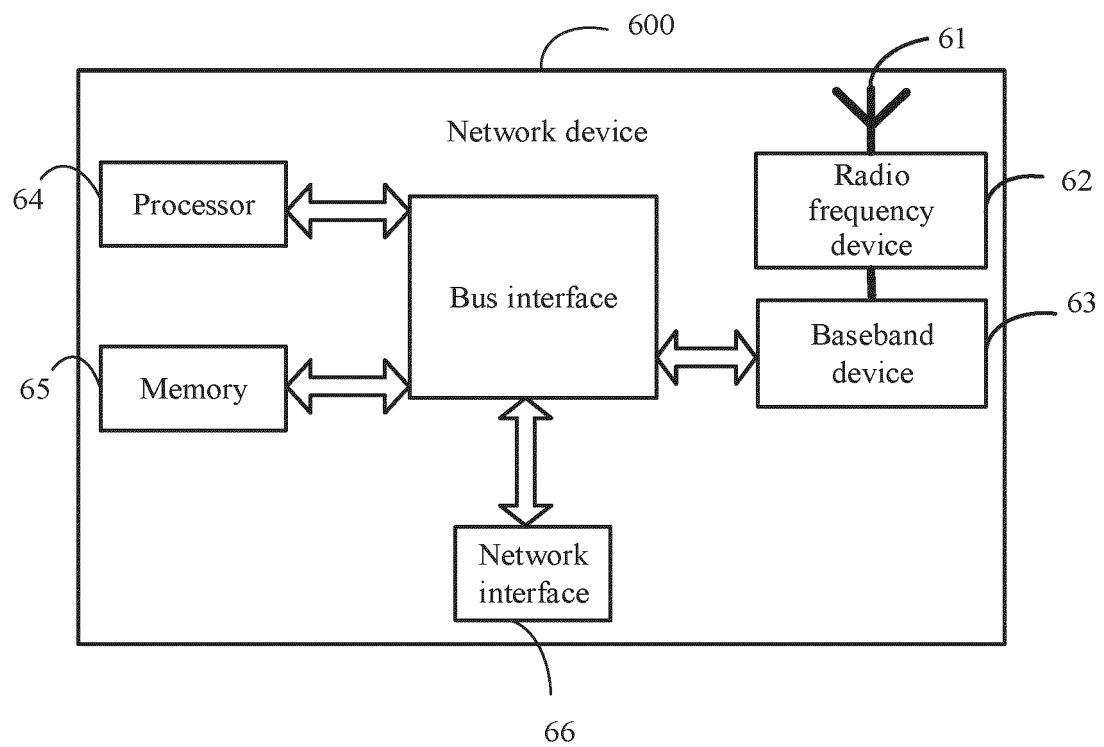 600
61
Network device
64
Processor
Radio
frequency
device
62
Bus interface
63
Baseband
device
65
Memory
Network
interface
66